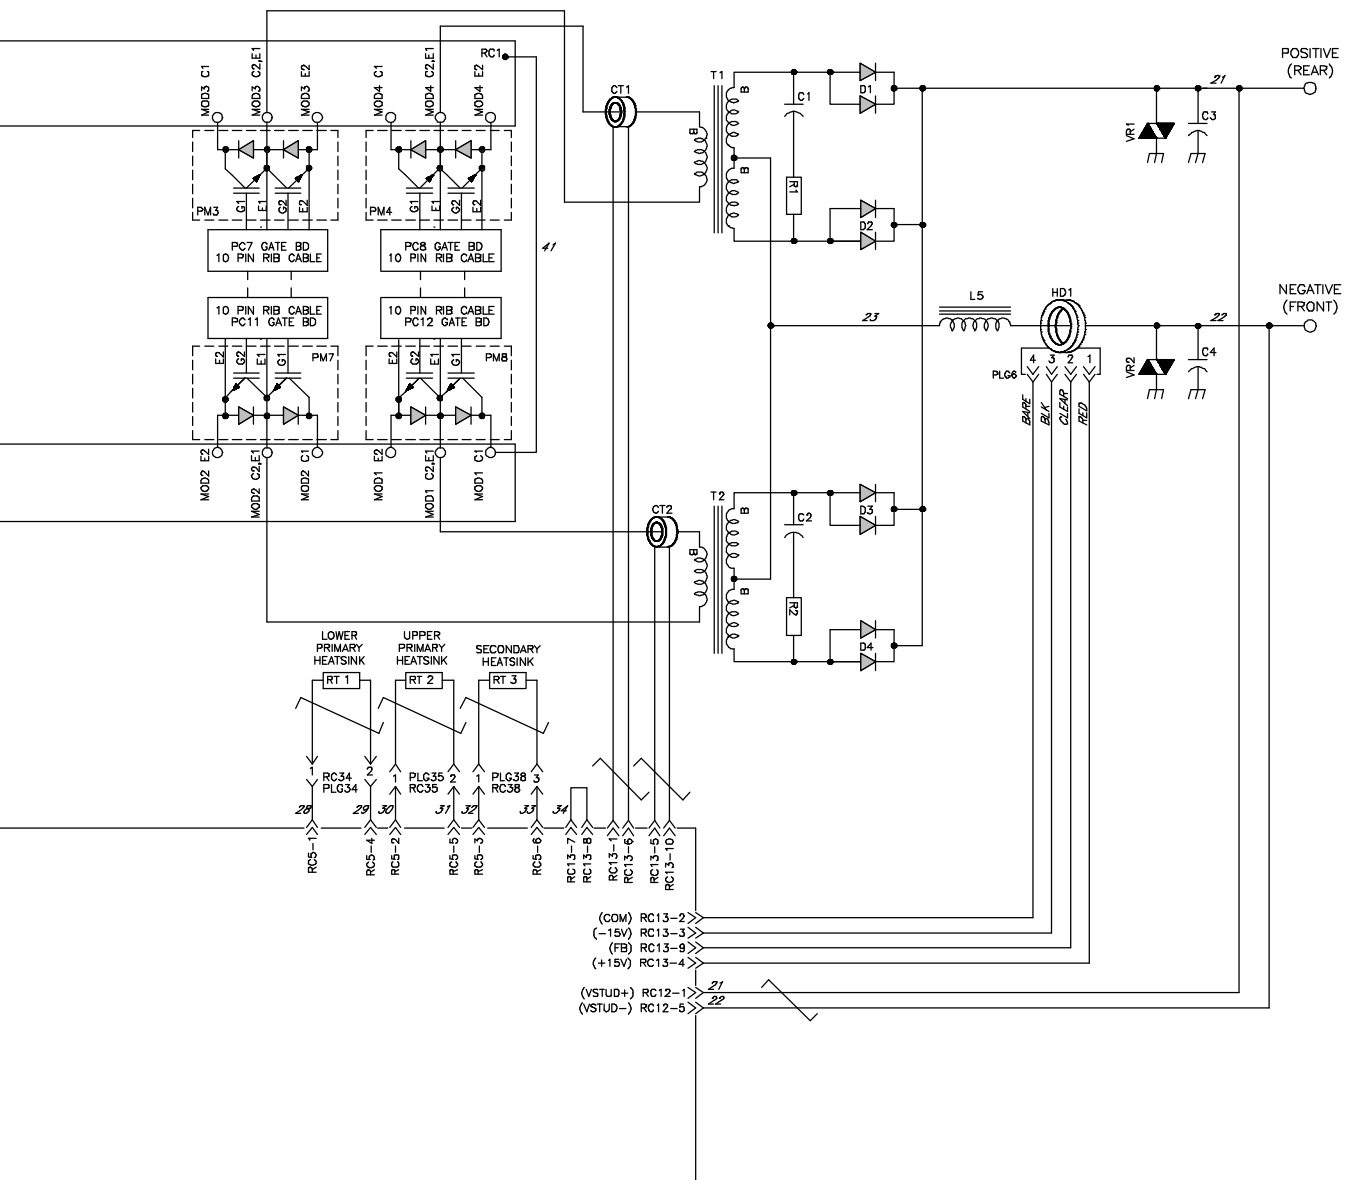 POSITIVE
(REAR)
MOD3 C1
MOD3 C2,E1
MOD3 E2
MOD4 C1
MOD4 C2,E1
MOD4 E2
RC1
CT1
T1
B
B
B
C1
R1
D1
D2
21
VR1
C3
PM3
G1
E1
G2
E2
PM4
G1
E1
G2
E2
PC7 GATE BD
10 PIN RIB CABLE
PC8 GATE BD
10 PIN RIB CABLE
41
10 PIN RIB CABLE
PC11 GATE BD
10 PIN RIB CABLE
PC12 GATE BD
NEGATIVE
(FRONT)
23
L5
HD1
22
VR2
C4
PLG6
4 3 2 1
BARE
BLK
CLEAR
RED
E2
G2
E1
G1
PM7
E2
G2
E1
G1
PM8
MOD2 E2
MOD2 C2,E1
MOD2 C1
MOD1 E2
MOD1 C2,E1
MOD1 C1
CT2
T2
B
B
B
C2
R2
D3
D4
LOWER
PRIMARY
HEATSINK
RT 1
UPPER
PRIMARY
HEATSINK
RT 2
SECONDARY
HEATSINK
RT 3
1
2
RC34
PLG34
1
2
PLG35
RC35
1
3
PLG38
RC38
28
29
30
31
32
33
34
RC5-1
RC5-4
RC5-2
RC5-5
RC5-3
RC5-6
RC13-7
RC13-8
RC13-1
RC13-6
RC13-5
RC13-10
(COM) RC13-2
(-15V) RC13-3
(FB) RC13-9
(+15V) RC13-4
(VSTUD+) RC12-1
21
(VSTUD-) RC12-5
22